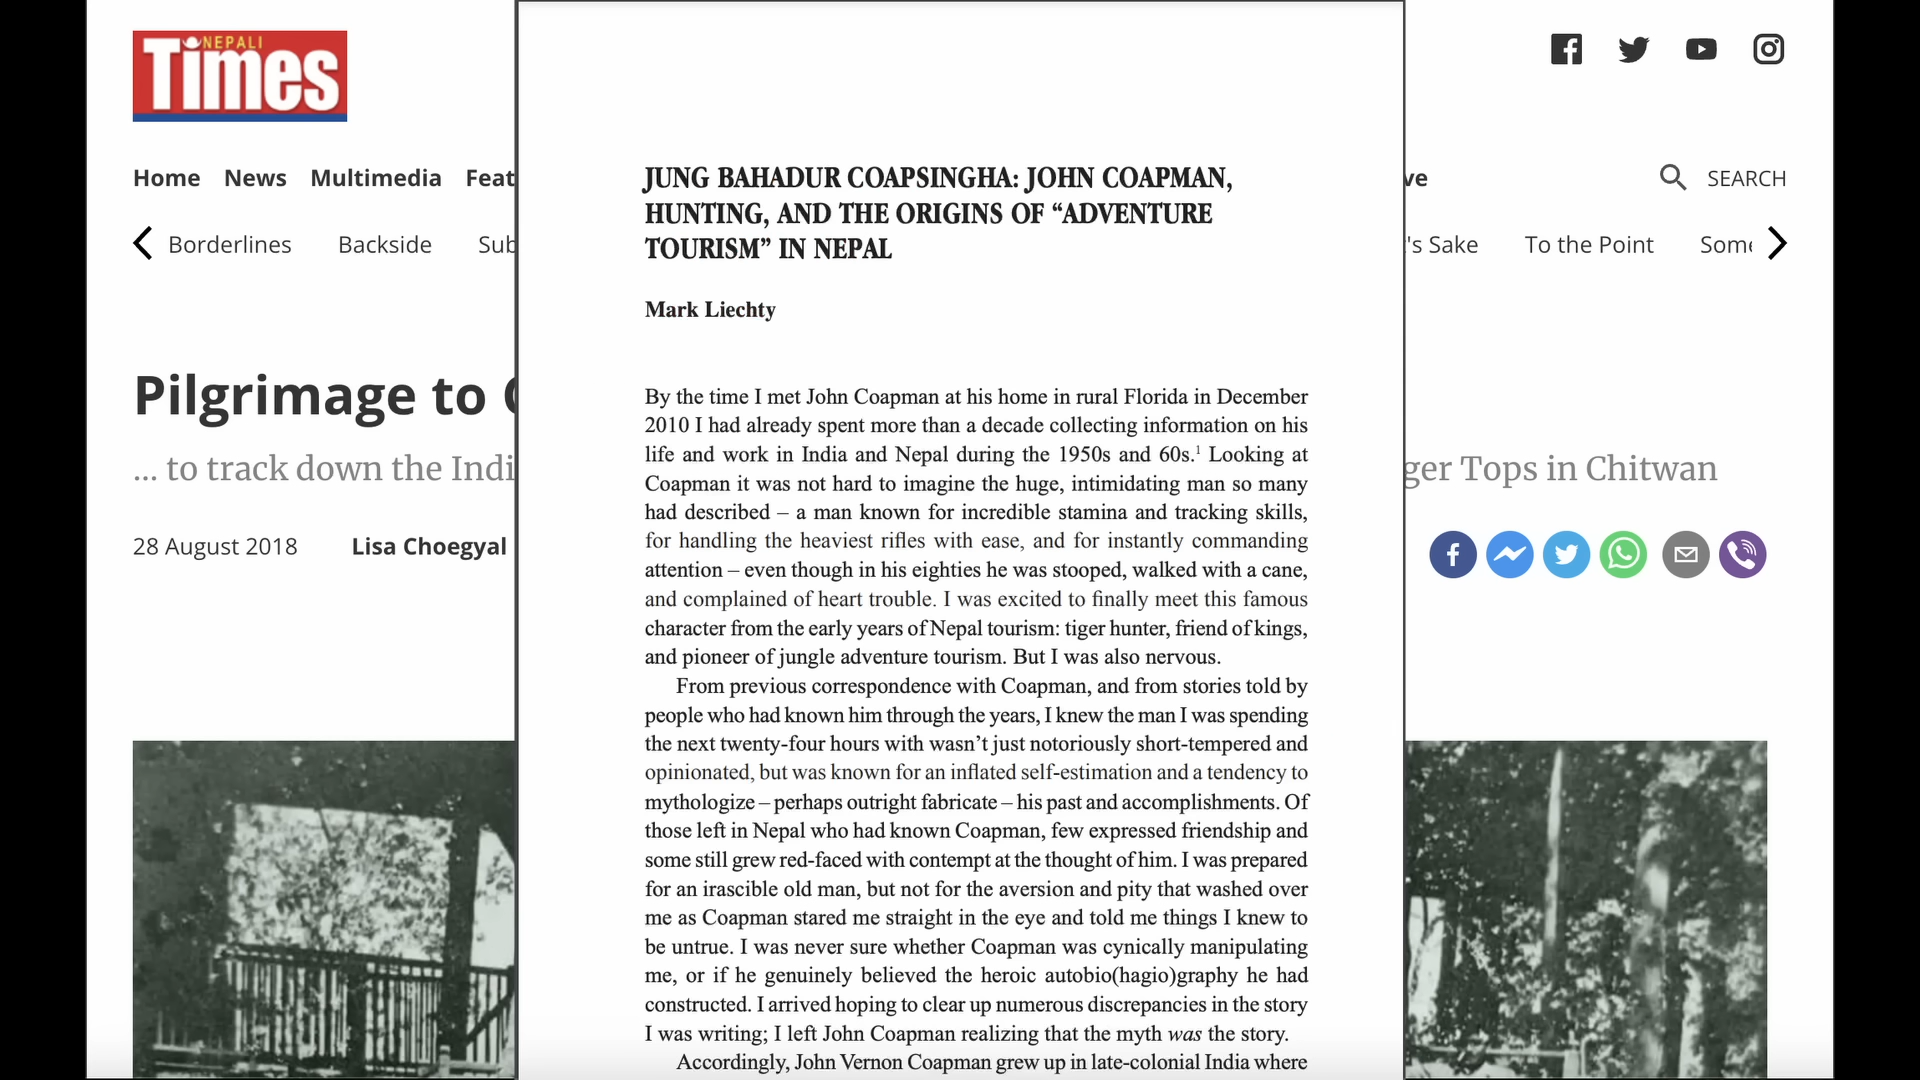 NEPALI
Times
Home News Multimedia Feat
ve
SEARCH
Borderlines Backside Sub
's Sake To the Point Some
Pilgrimage to
... to track down the Indi
ger Tops in Chitwan
28 August 2018 Lisa Choegyal
JUNG BAHADUR COAPSINGHA: JOHN COAPMAN,
HUNTING, AND THE ORIGINS OF “ADVENTURE
TOURISM” IN NEPAL
Mark Liechty
By the time I met John Coapman at his home in rural Florida in December
2010 I had already spent more than a decade collecting information on his
life and work in India and Nepal during the 1950s and 60s.¹ Looking at
Coapman it was not hard to imagine the huge, intimidating man so many
had described – a man known for incredible stamina and tracking skills,
for handling the heaviest rifles with ease, and for instantly commanding
attention – even though in his eighties he was stooped, walked with a cane,
and complained of heart trouble. I was excited to finally meet this famous
character from the early years of Nepal tourism: tiger hunter, friend of kings,
and pioneer of jungle adventure tourism. But I was also nervous.
From previous correspondence with Coapman, and from stories told by
people who had known him through the years, I knew the man I was spending
the next twenty-four hours with wasn’t just notoriously short-tempered and
opinionated, but was known for an inflated self-estimation and a tendency to
mythologize – perhaps outright fabricate – his past and accomplishments. Of
those left in Nepal who had known Coapman, few expressed friendship and
some still grew red-faced with contempt at the thought of him. I was prepared
for an irascible old man, but not for the aversion and pity that washed over
me as Coapman stared me straight in the eye and told me things I knew to
be untrue. I was never sure whether Coapman was cynically manipulating
me, or if he genuinely believed the heroic autobio(hagio)graphy he had
constructed. I arrived hoping to clear up numerous discrepancies in the story
I was writing; I left John Coapman realizing that the myth was the story.
Accordingly, John Vernon Coapman grew up in late-colonial India where